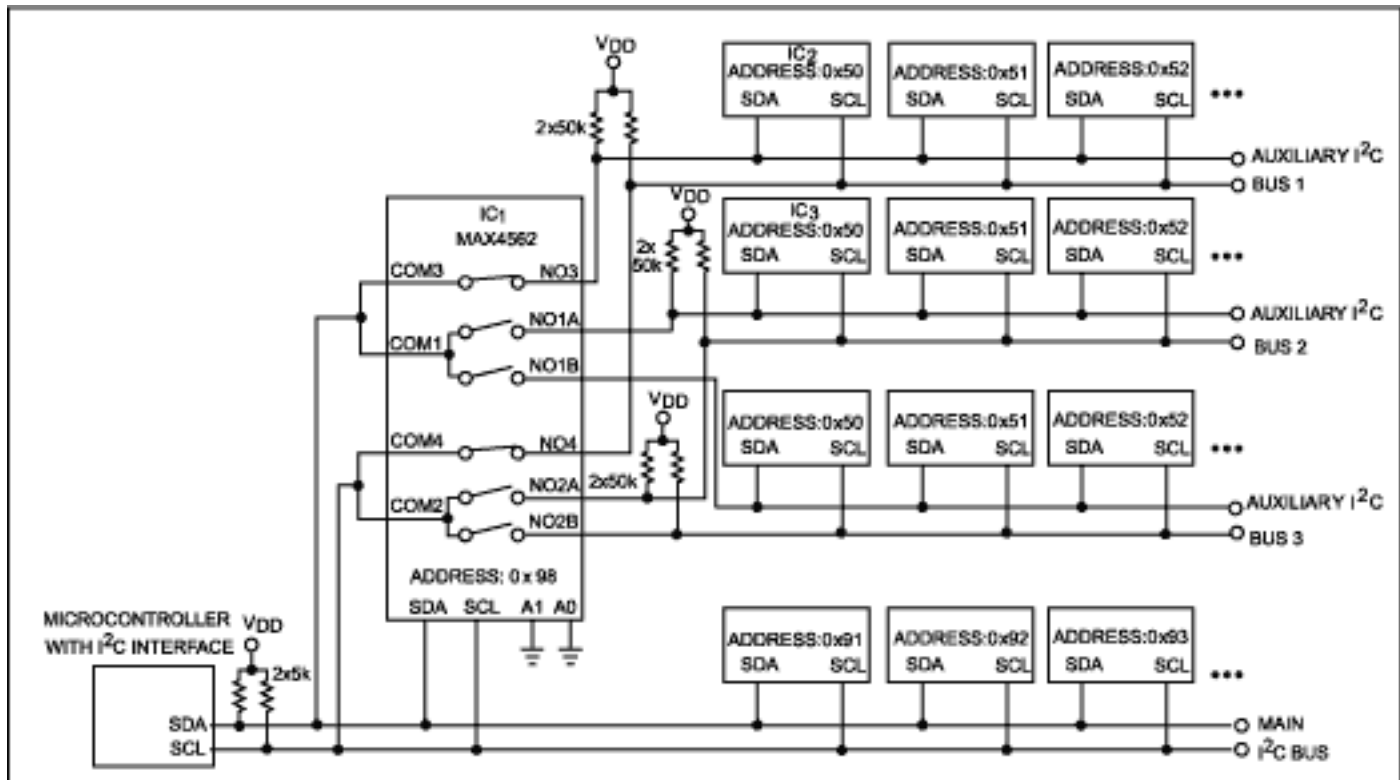 VDD
2x50k
IC2
ADDRESS:0x50
SDA SCL
ADDRESS:0x51
SDA SCL
ADDRESS:0x52
SDA SCL
•••
AUXILIARY I2C
BUS 1
IC1
MAX4562
COM3
NO3
COM1
NO1A
NO1B
COM4
NO4
COM2
NO2A
NO2B
ADDRESS: 0x98
SDA SCL A1 A0
VDD
2x
50k
IC3
ADDRESS:0x50
SDA SCL
ADDRESS:0x51
SDA SCL
ADDRESS:0x52
SDA SCL
•••
AUXILIARY I2C
BUS 2
VDD
2x50k
ADDRESS:0x50
SDA SCL
ADDRESS:0x51
SDA SCL
ADDRESS:0x52
SDA SCL
•••
AUXILIARY I2C
BUS 3
MICROCONTROLLER
WITH I2C INTERFACE
VDD
2x5k
SDA
SCL
ADDRESS:0x91
SDA SCL
ADDRESS:0x92
SDA SCL
ADDRESS:0x93
SDA SCL
•••
MAIN
I2C BUS